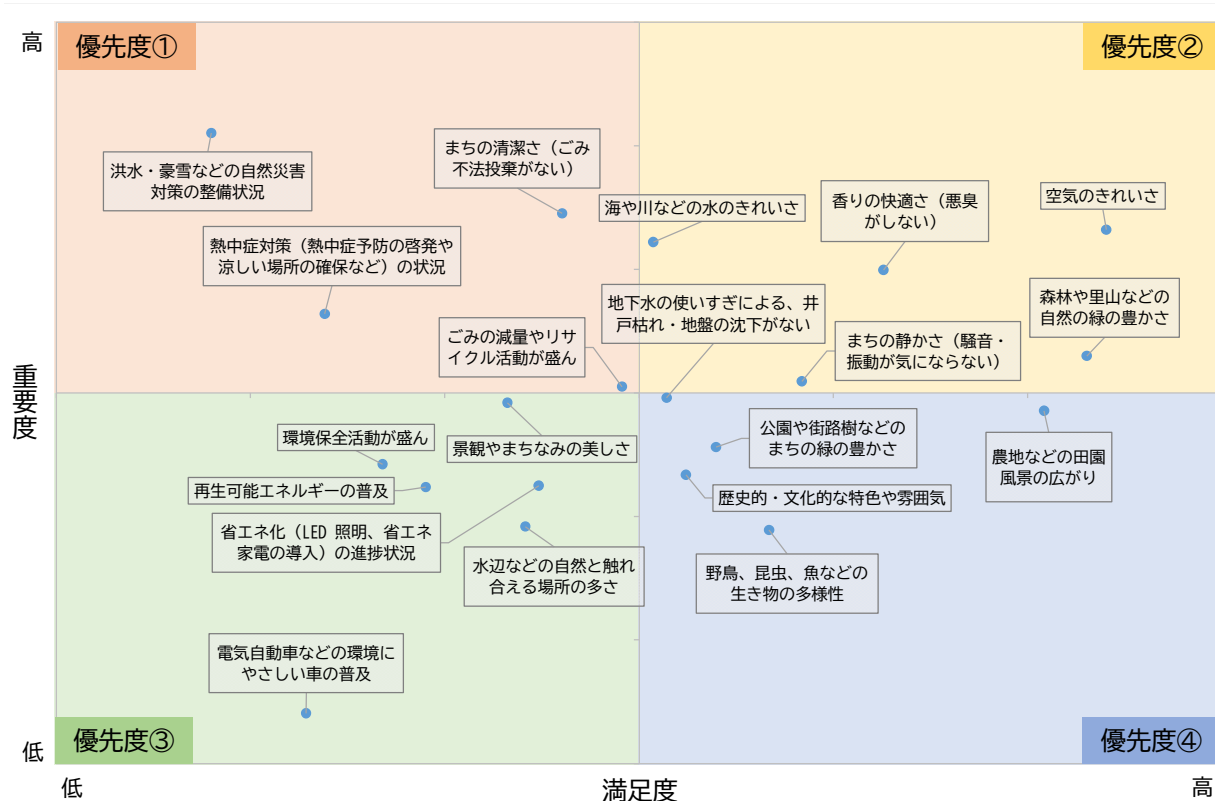 高
優先度①
優先度②
洪水・豪雪などの自然災害
対策の整備状況
まちの清潔さ（ごみ
不法投棄がない）
海や川などの水のきれいさ
香りの快適さ（悪臭
がしない）
空気のきれいさ
熱中症対策（熱中症予防の啓発や
涼しい場所の確保など）の状況
地下水の使いすぎによる、井
戸枯れ・地盤の沈下がない
森林や里山などの
自然の緑の豊かさ
ごみの減量やリサ
イクル活動が盛ん
まちの静かさ（騒音・
振動が気にならない）
重要度
環境保全活動が盛ん
景観やまちなみの美しさ
公園や街路樹などの
まちの緑の豊かさ
農地などの田園
風景の広がり
再生可能エネルギーの普及
歴史的・文化的な特色や雰囲気
省エネ化（LED 照明、省エネ
家電の導入）の進捗状況
水辺などの自然と触れ
合える場所の多さ
野鳥、昆虫、魚などの
生き物の多様性
電気自動車などの環境に
やさしい車の普及
優先度③
優先度④
低
低
満足度
高